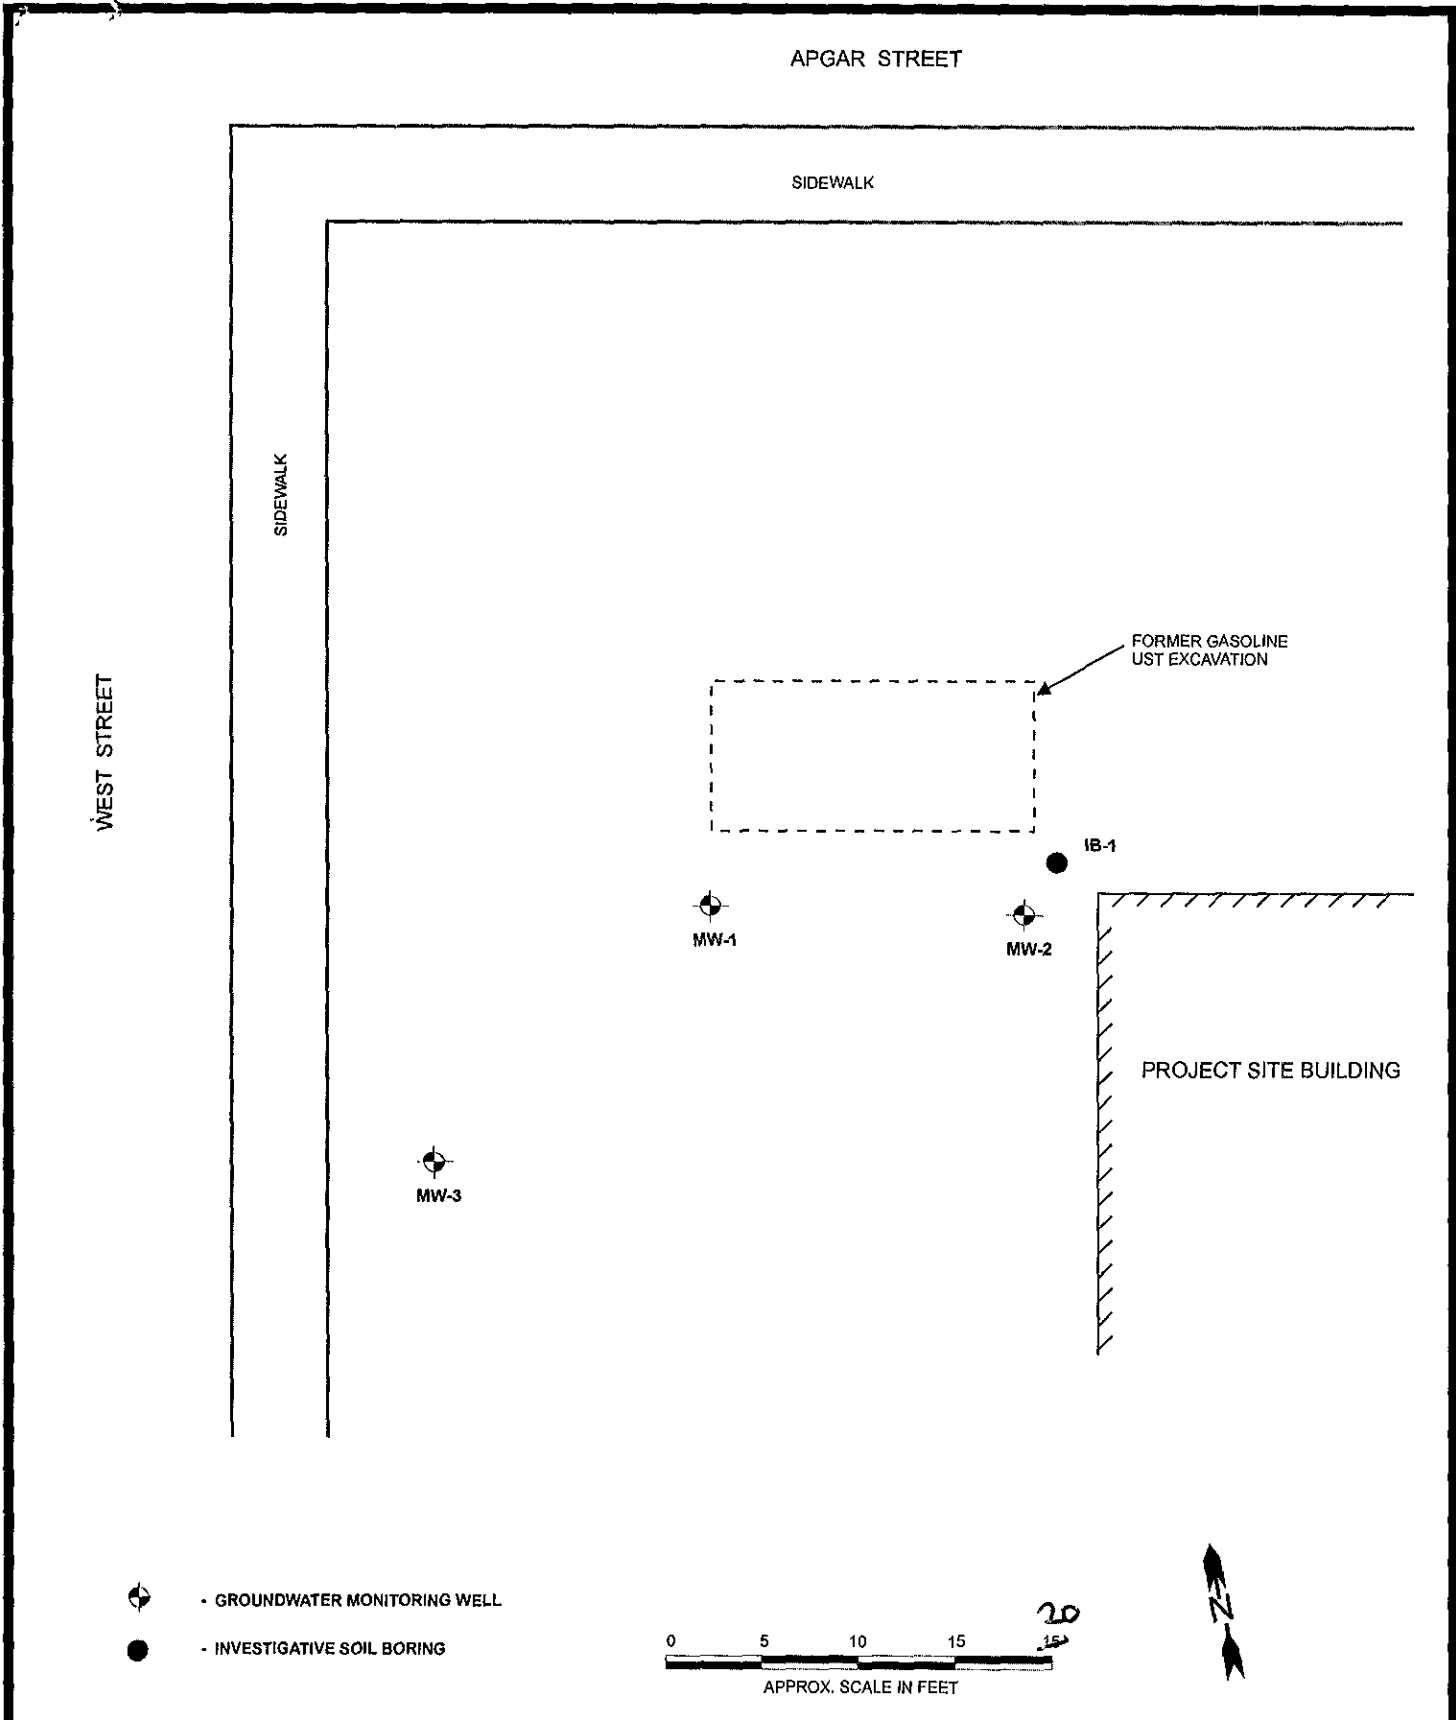 APGAR STREET
SIDEWALK
SIDEWALK
WEST STREET
FORMER GASOLINE
UST EXCAVATION
IB-1
MW-1
MW-2
PROJECT SITE BUILDING
MW-3
- GROUNDWATER MONITORING WELL
- INVESTIGATIVE SOIL BORING
20
0 5 10 15 15
APPROX. SCALE IN FEET
N